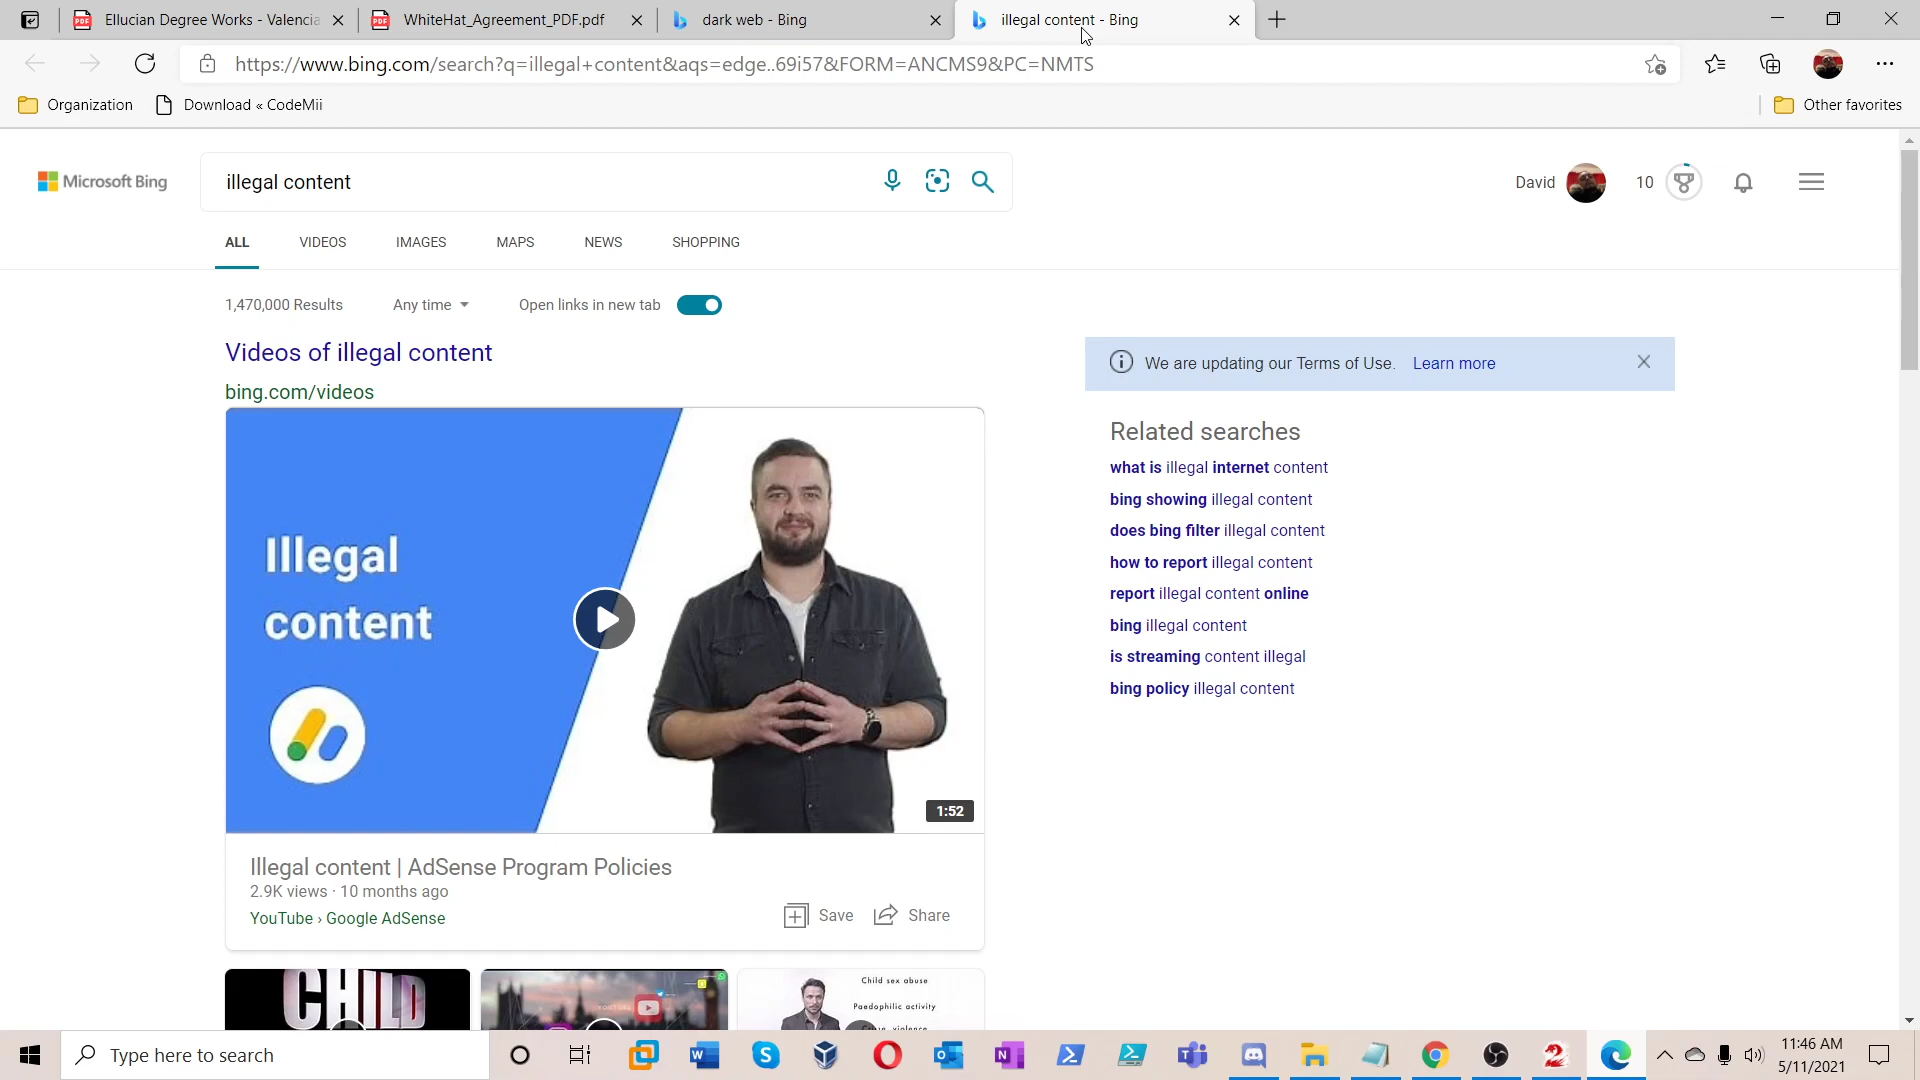 Ellucian Degree Works - Valencia
WhiteHat_Agreement_PDF.pdf
dark web - Bing
illegal content - Bing
https://www.bing.com/search?q=illegal+content&aqs=edge..69i57&FORM=ANCMS9&PC=NMTS
Organization
Download « CodeMii
Other favorites
Microsoft Bing
illegal content
David
10
ALL
VIDEOS
IMAGES
MAPS
NEWS
SHOPPING
1,470,000 Results
Any time
Open links in new tab
Videos of illegal content
bing.com/videos
Illegal
content
1:52
Illegal content | AdSense Program Policies
2.9K views · 10 months ago
YouTube › Google AdSense
Save
Share
CHILD
Child sex abuse
Paedophilic activity
We are updating our Terms of Use. Learn more
Related searches
what is illegal internet content
bing showing illegal content
does bing filter illegal content
how to report illegal content
report illegal content online
bing illegal content
is streaming content illegal
bing policy illegal content
Type here to search
11:46 AM
5/11/2021